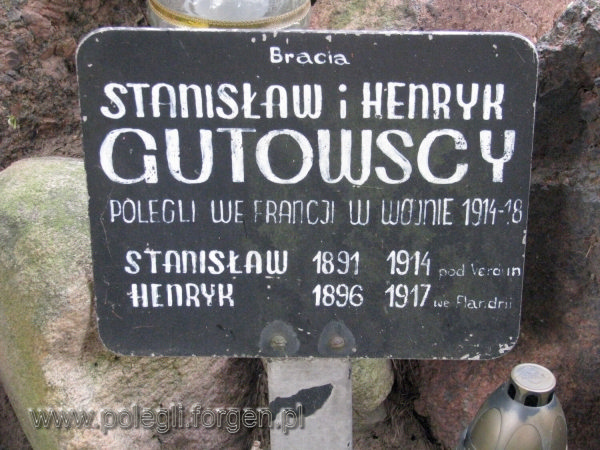 Bracia
STANISŁAW i HENRYK
GUTOWSCY
POLEGLI WE FRANCJI W WOJNIE 1914-18
STANISŁAW 1891 1914 pod Verdun
HENRYK 1896 1917 we Flandrii
www.polegli.forgen.pl